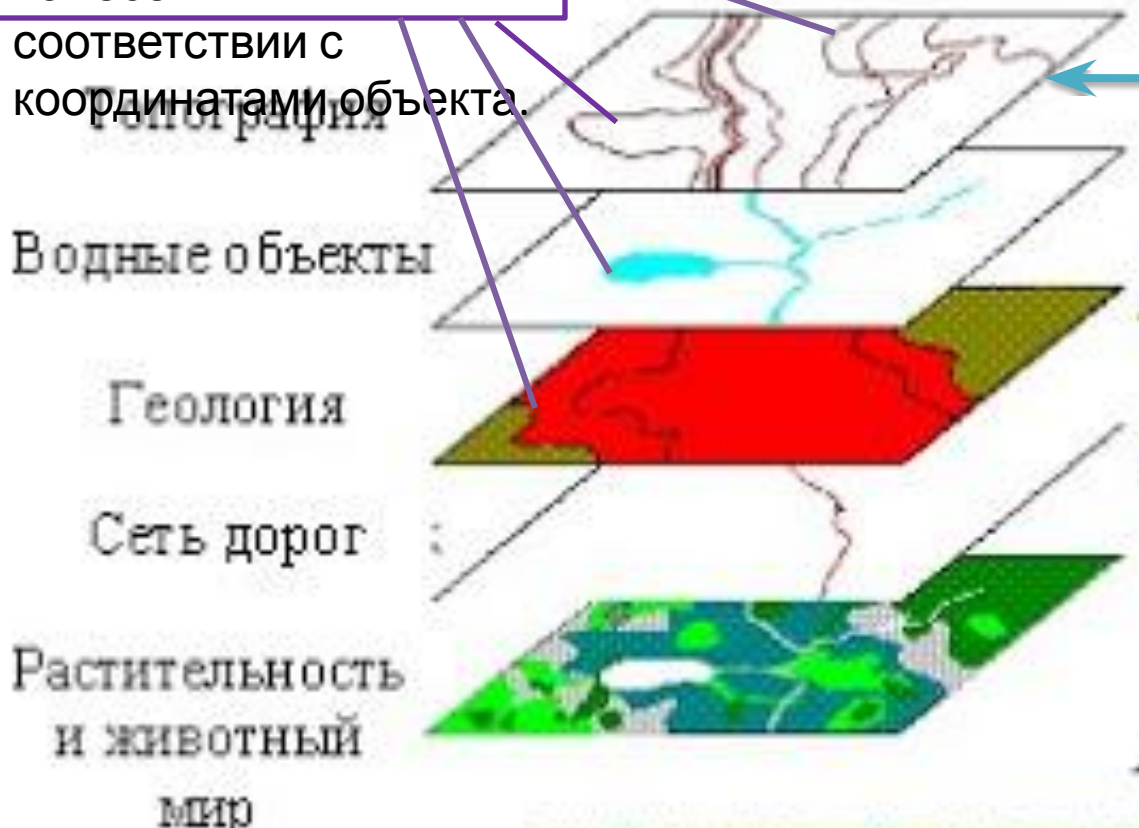 соответствии с
координатами объекта.
Топография
Водные объекты
Геология
Сеть дорог
Растительность
и животный
мир